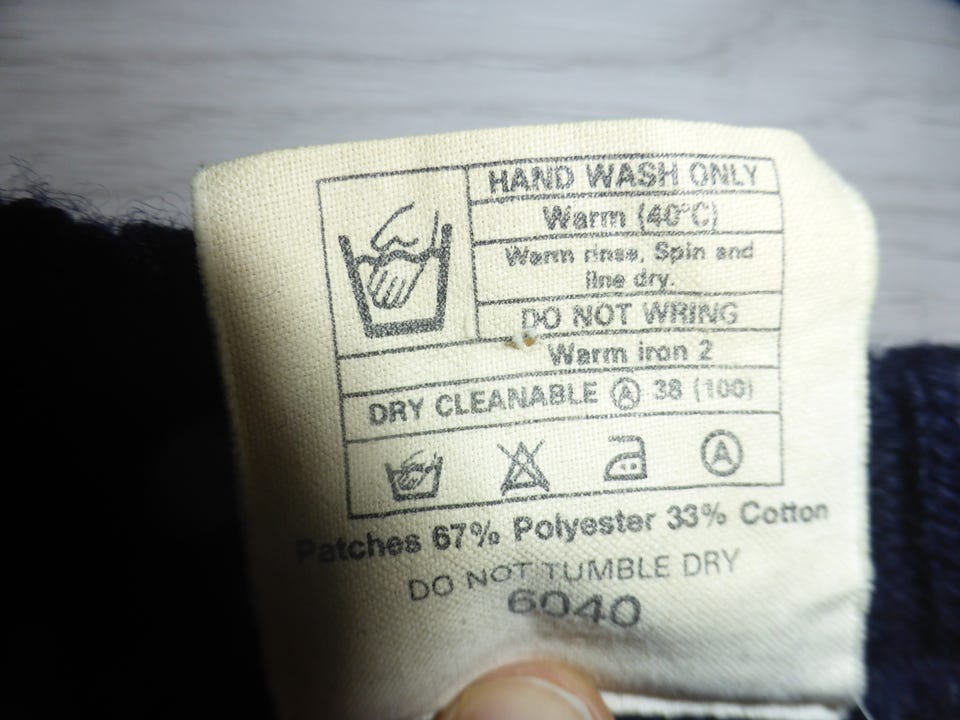 HAND WASH ONLY
Warm (40°C)
Warm rinse, Spin and
line dry.
DO NOT WRING
Warm iron 2
DRY CLEANABLE Ⓐ 38 (100)
Ⓐ
Patches 67% Polyester 33% Cotton
DO NOT TUMBLE DRY
6040